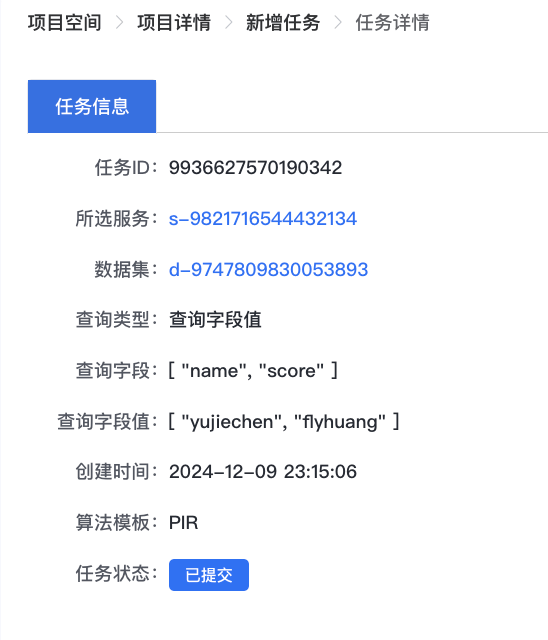 项目空间 > 项目详情 > 新增任务 > 任务详情
任务信息
任务ID： 9936627570190342
所选服务： s-9821716544432134
数据集： d-9747809830053893
查询类型： 查询字段值
查询字段： [ "name", "score" ]
查询字段值： [ "yujiechen", "flyhuang" ]
创建时间： 2024-12-09 23:15:06
算法模板： PIR
任务状态： 已提交